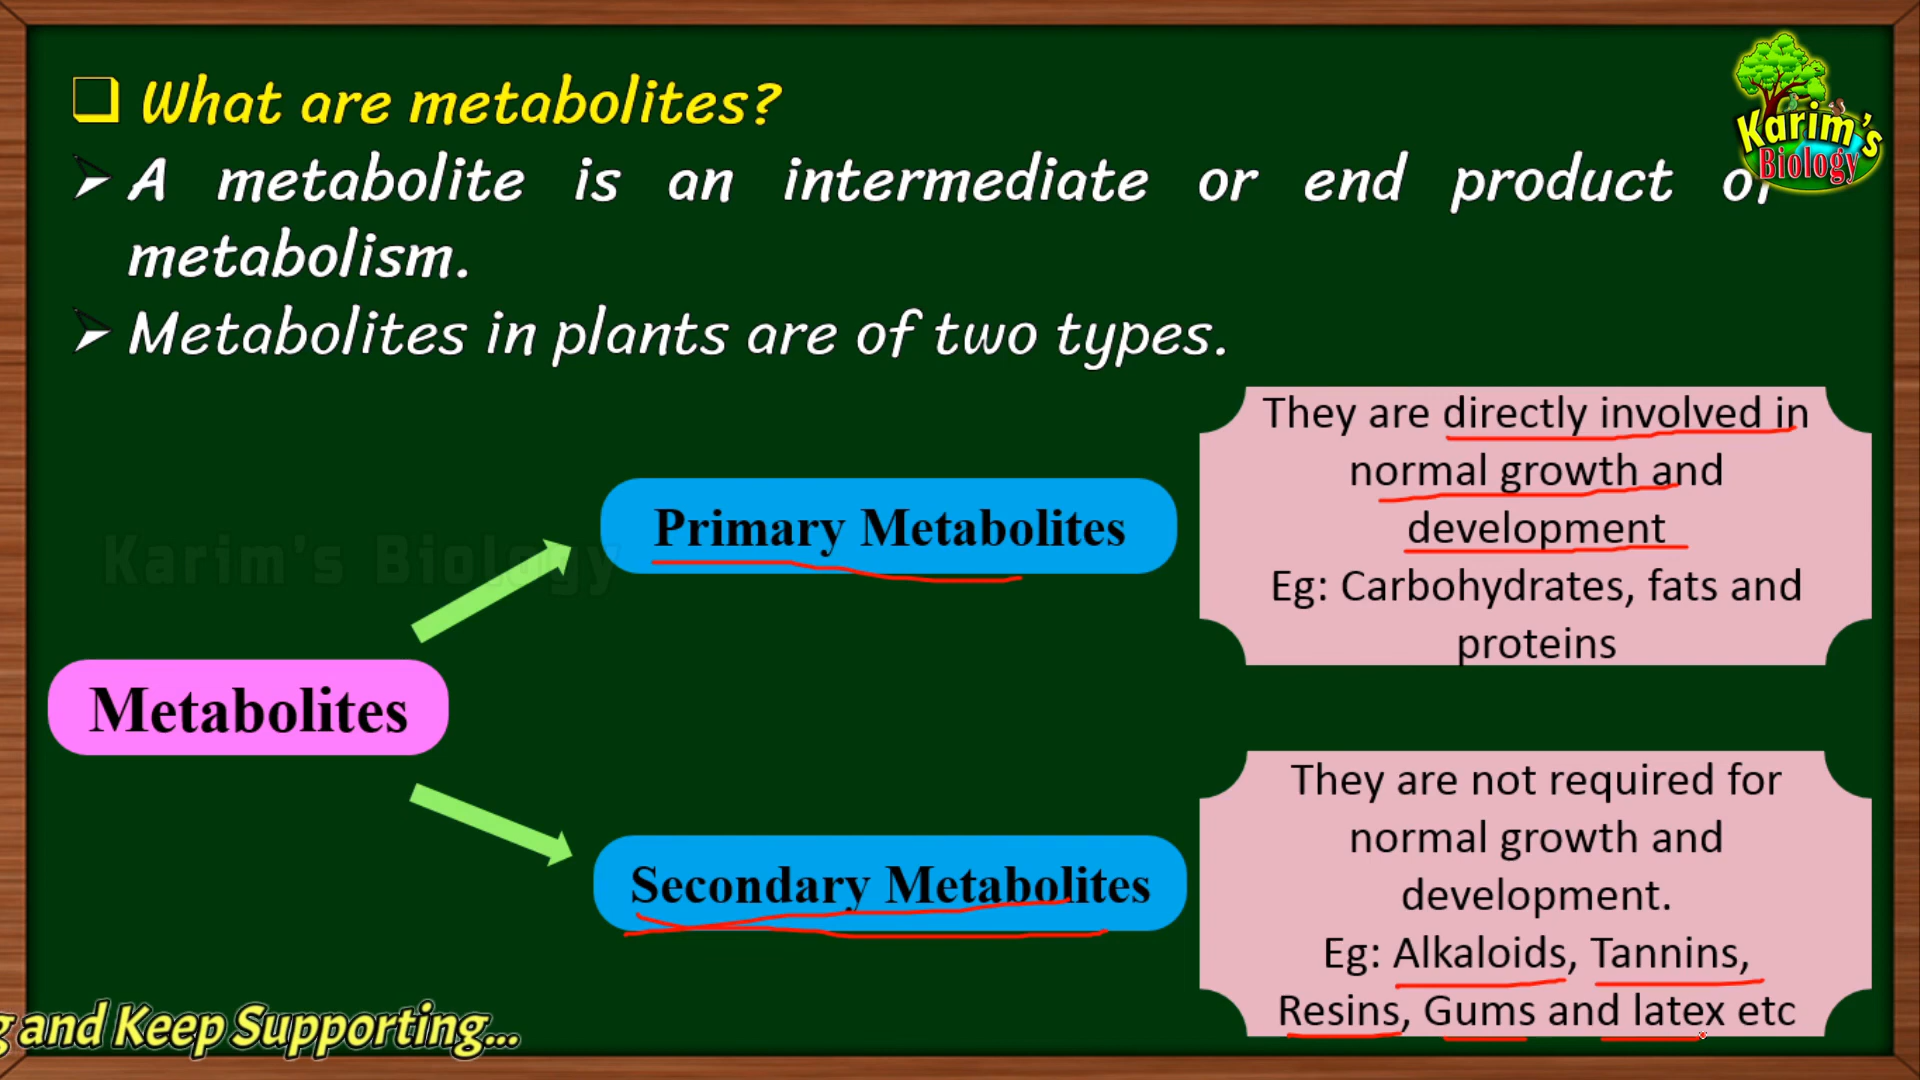 What are metabolites?
A metabolite is an intermediate or end product of
metabolism.
Metabolites in plants are of two types.
Karim's
Biology
They are directly involved in
normal growth and
development
Eg: Carbohydrates, fats and
proteins
Primary Metabolites
Karim's Biology
Metabolites
Secondary Metabolites
They are not required for
normal growth and
development.
Eg: Alkaloids, Tannins,
Resins, Gums and latex etc
g and Keep Supporting...